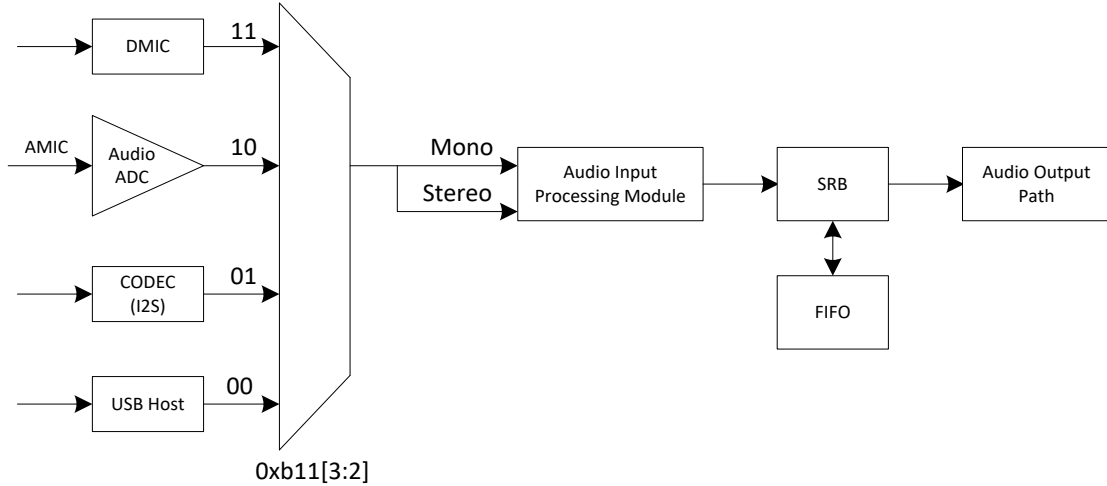 DMIC
11
AMIC
Audio
ADC
10
CODEC
(I2S)
01
USB Host
00
0xb11[3:2]
Mono
Stereo
Audio Input
Processing Module
SRB
FIFO
Audio Output
Path